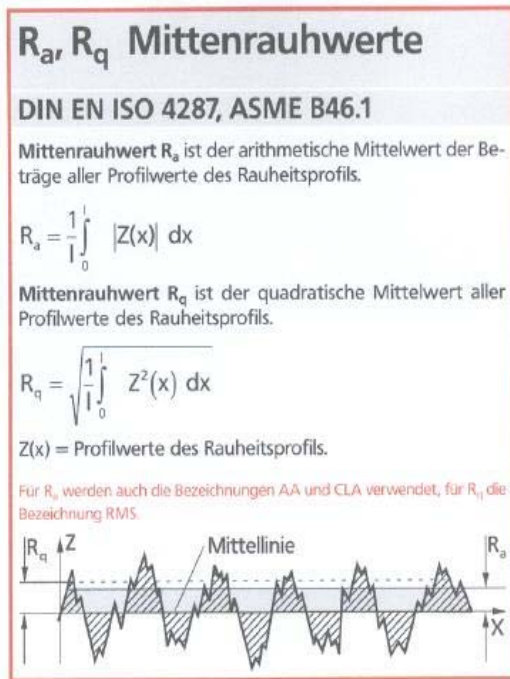 Ra, Rq Mittenrauhwerte
DIN EN ISO 4287, ASME B46.1
Mittenrauhwert Ra ist der arithmetische Mittelwert der Be-
träge aller Profilwerte des Rauheitsprofils.
Ra = 1/l ∫0l |Z(x)| dx
Mittenrauhwert Rq ist der quadratische Mittelwert aller
Profilwerte des Rauheitsprofils.
Rq = √(1/l ∫0l Z²(x) dx)
Z(x) = Profilwerte des Rauheitsprofils.
Für Ra werden auch die Bezeichnungen AA und CLA verwendet, für Rq die
Bezeichnung RMS.
Rq Z Mittellinie Ra
X